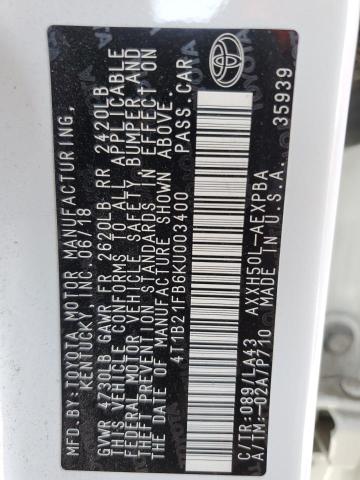 MFD.BY:TOYOTA MOTOR MANUFACTURING,
KENTUCKY,INC. 06/18
GVWR 4730LB GAWR FR 2620LB RR 2420LB
THIS VEHICLE CONFORMS TO ALL APPLICABLE
FEDERAL MOTOR VEHICLE SAFETY, BUMPER, AND
THEFT PREVENTION STANDARDS IN EFFECT ON
THE DATE OF MANUFACTURE SHOWN ABOVE.
4T1B21FB6KU003400 PASS.CAR
C/TR:089/LA43 AXXH50L-AEXPBA
A/TM:-02A/P710 MADE IN U.S.A. 35939
TOYOTA